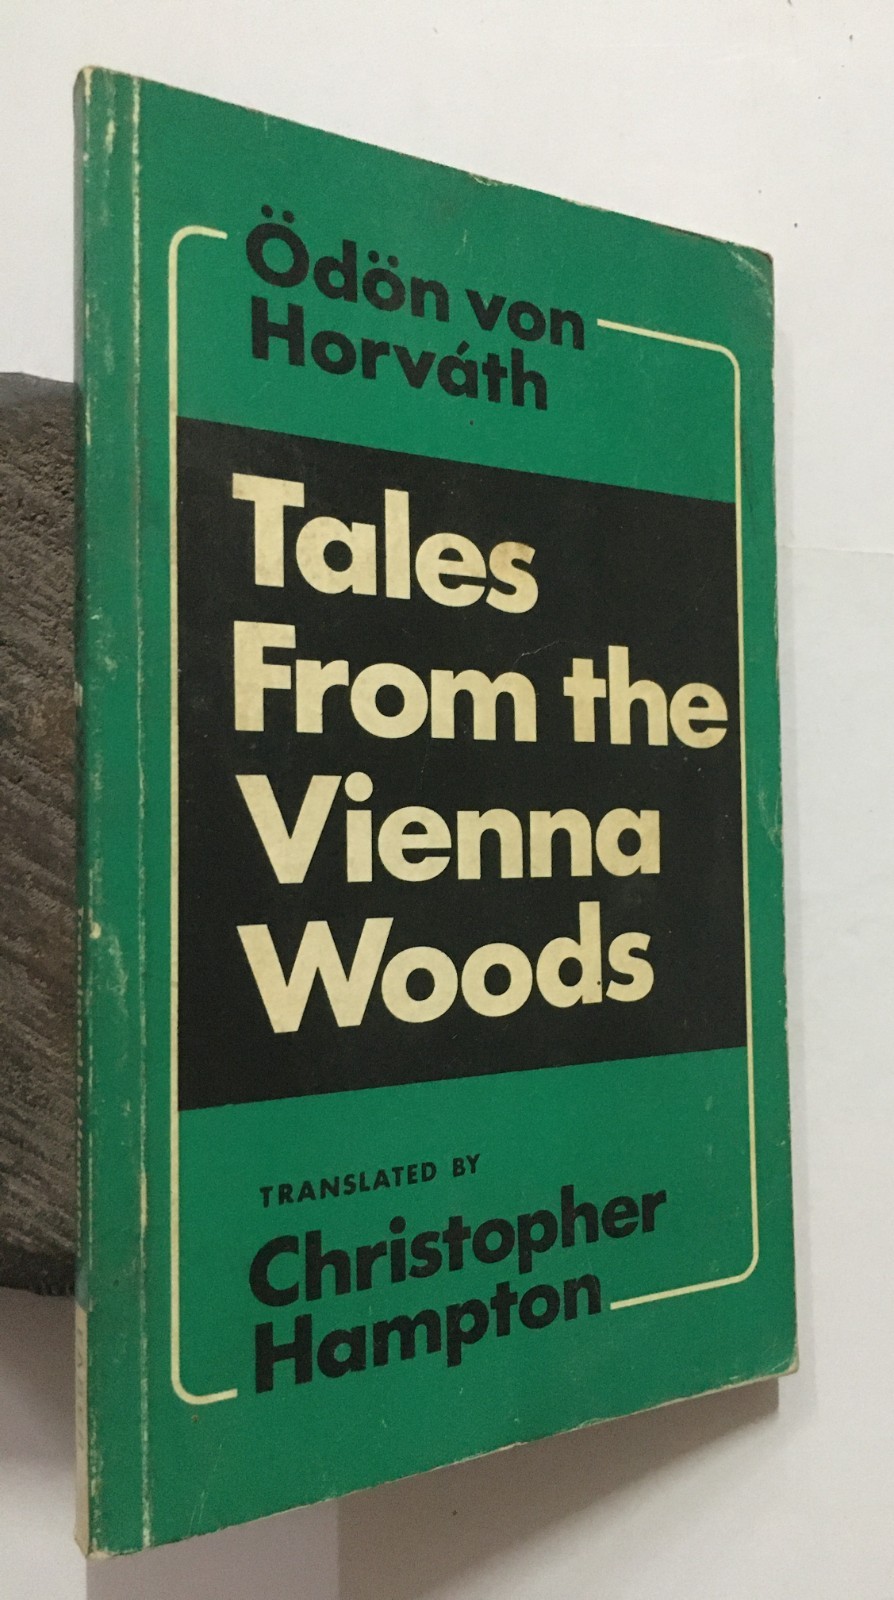 Ödön von
Horváth
Tales
From the
Vienna
Woods
TRANSLATED BY
Christopher
Hampton